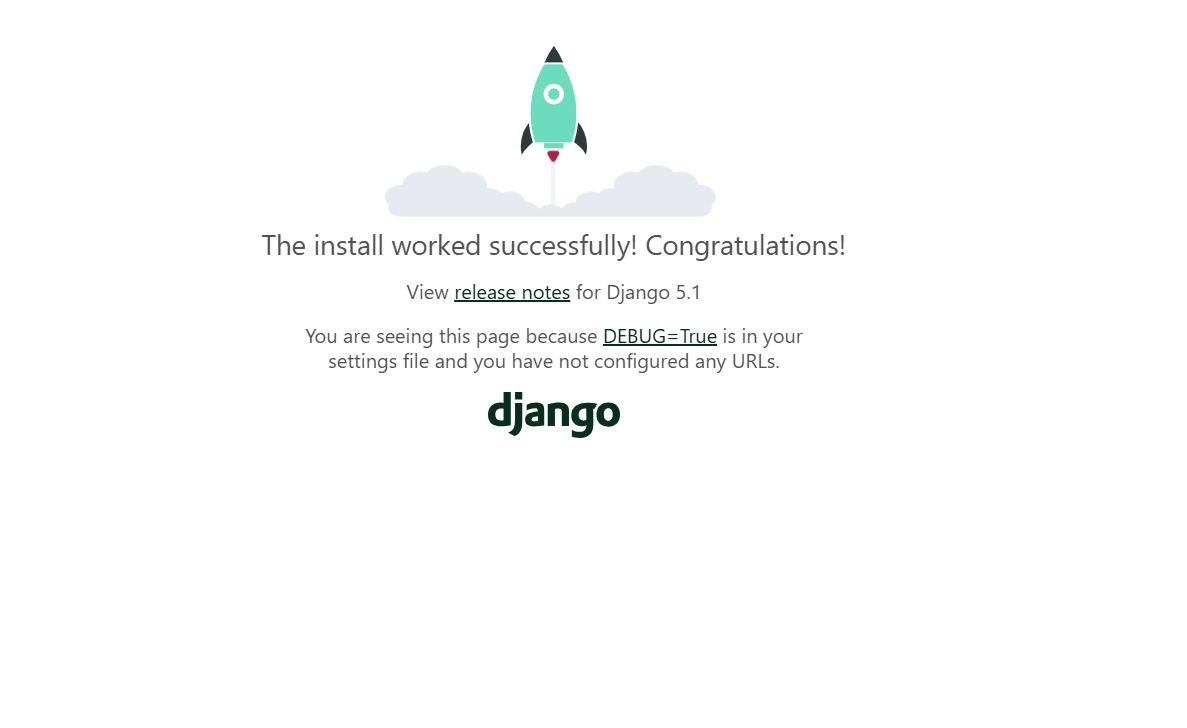 The install worked successfully! Congratulations!
View release notes for Django 5.1
You are seeing this page because DEBUG=True is in your
settings file and you have not configured any URLs.
django